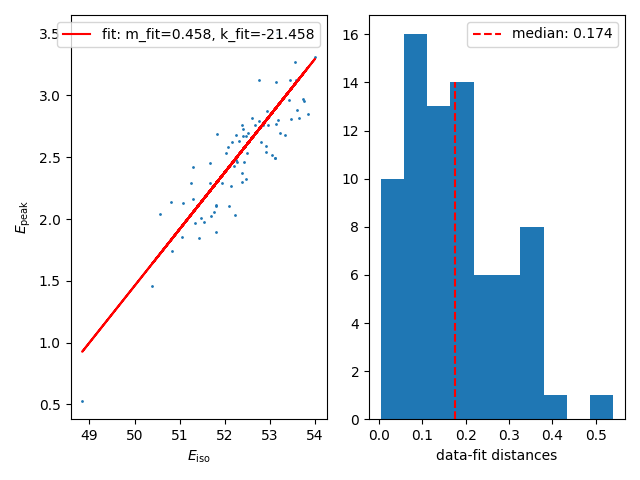 fit: m_fit=0.458, k_fit=-21.458
3.5
3.0
2.5
2.0
1.5
1.0
0.5
E_peak
49 50 51 52 53 54
E_iso
median: 0.174
16
14
12
10
8
6
4
2
0
0.0 0.1 0.2 0.3 0.4 0.5
data-fit distances